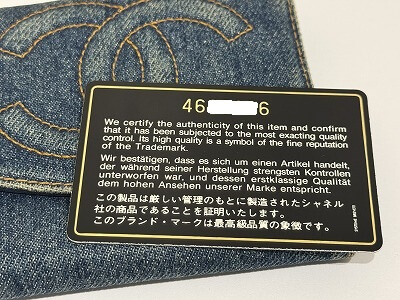 46 6
We certify the authenticity of this item and confirm
that it has been subjected to the most exacting quality
control. Its high quality is a symbol of the fine reputation
of the Trademark.
Wir bestätigen, dass es sich um einen Artikel handelt,
der während seiner Herstellung strengsten Kontrollen
unterworfen war, und dessen erstklassige Qualität
dem hohen Ansehen unserer Marke entspricht.
この製品は厳しい管理のもとに製造されたシャネル
社の商品であることを証明いたします。
このブランド・マークは最高級品質の象徴です。